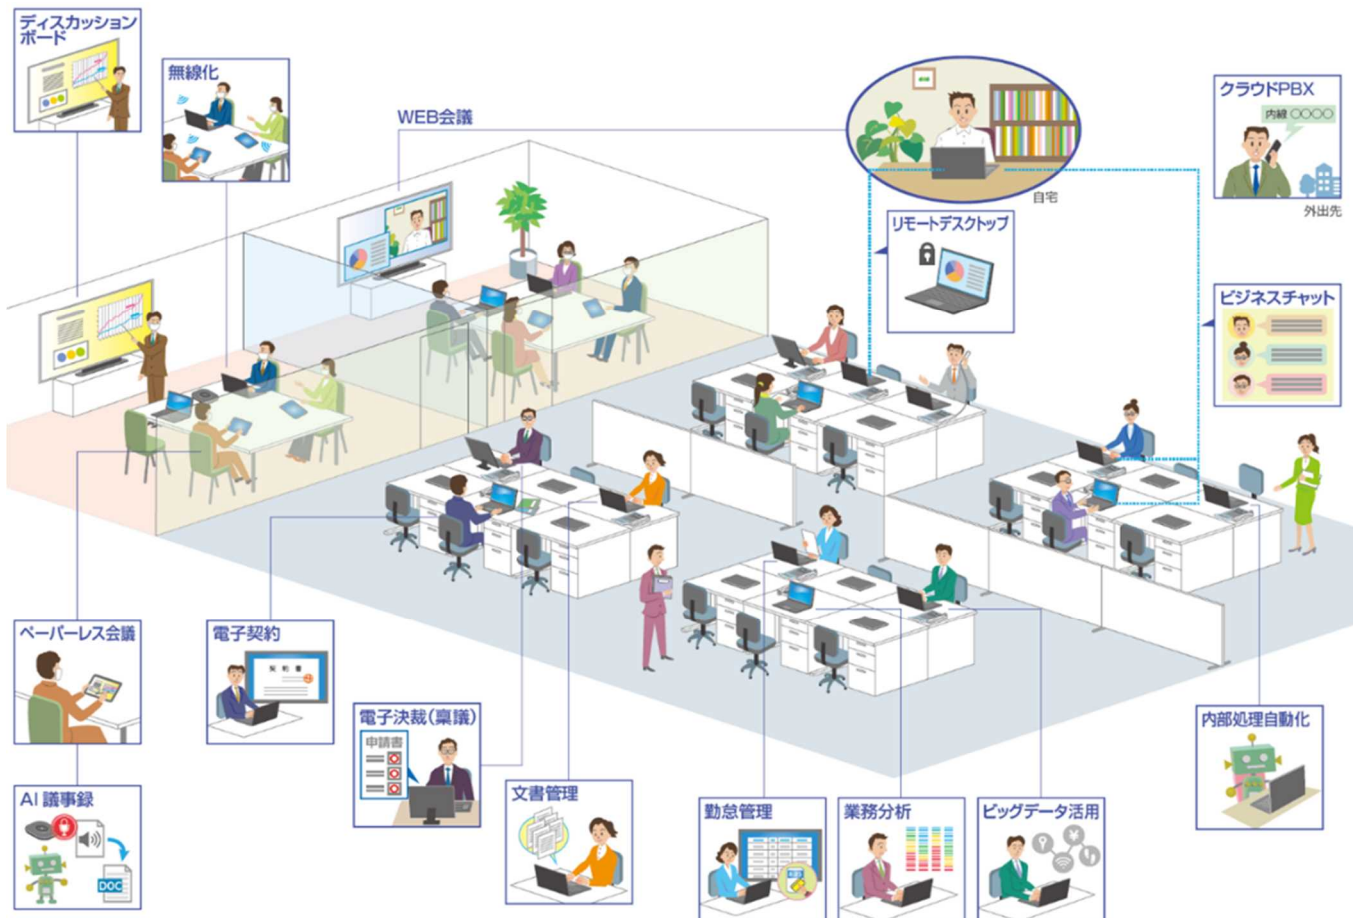 ディスカッション
ボード
無線化
WEB会議
自宅
クラウドPBX
内線 ○○○○
外出先
リモートデスクトップ
ビジネスチャット
ペーパーレス会議
電子契約
契 約 書
電子決裁(稟議)
申請書
文書管理
勤怠管理
業務分析
ビッグデータ活用
内部処理自動化
AI 議事録
DOC